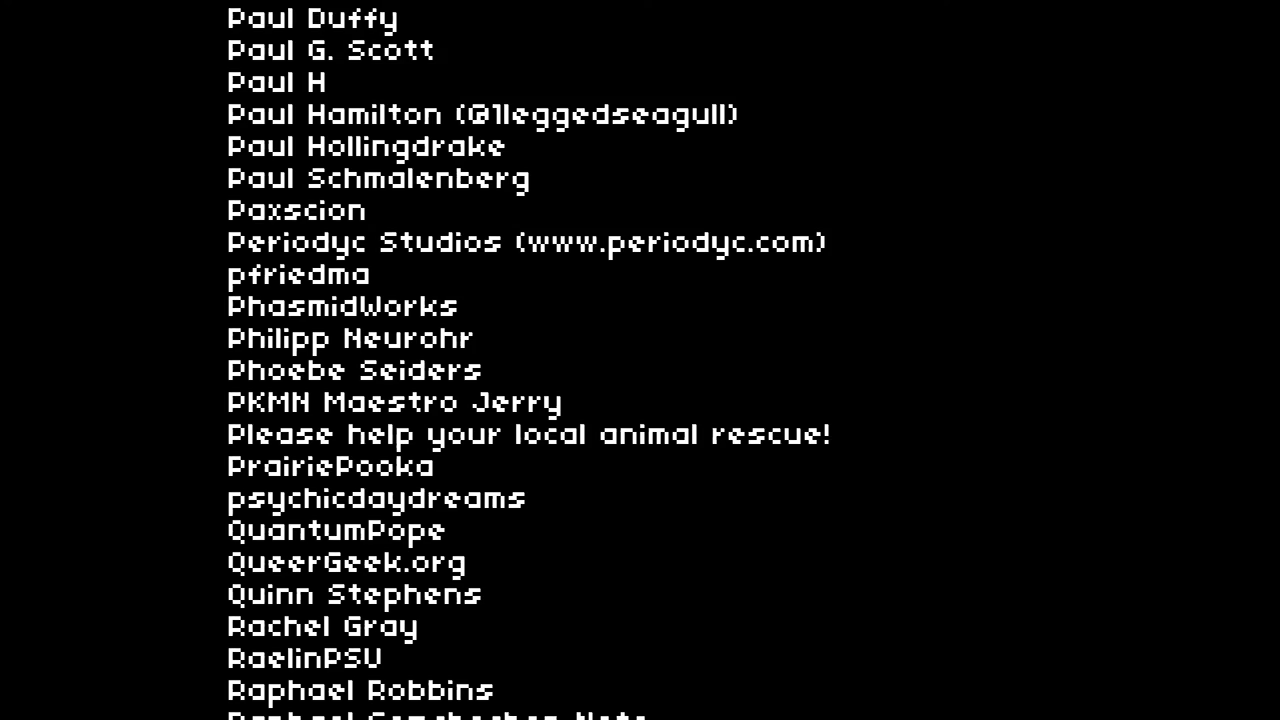 Paul Duffy
Paul G. Scott
Paul H
Paul Hamilton (@1leggedseagull)
Paul Hollingdrake
Paul Schmalenberg
Paxscion
Periodyc Studios (www.periodyc.com)
pfriedma
PhasmidWorks
Philipp Neurohr
Phoebe Seiders
PKMN Maestro Jerry
Please help your local animal rescue!
PrairiePooka
psychicdaydreams
QuantumPope
QueerGeek.org
Quinn Stephens
Rachel Gray
RaelinPSU
Raphael Robbins
Raphael